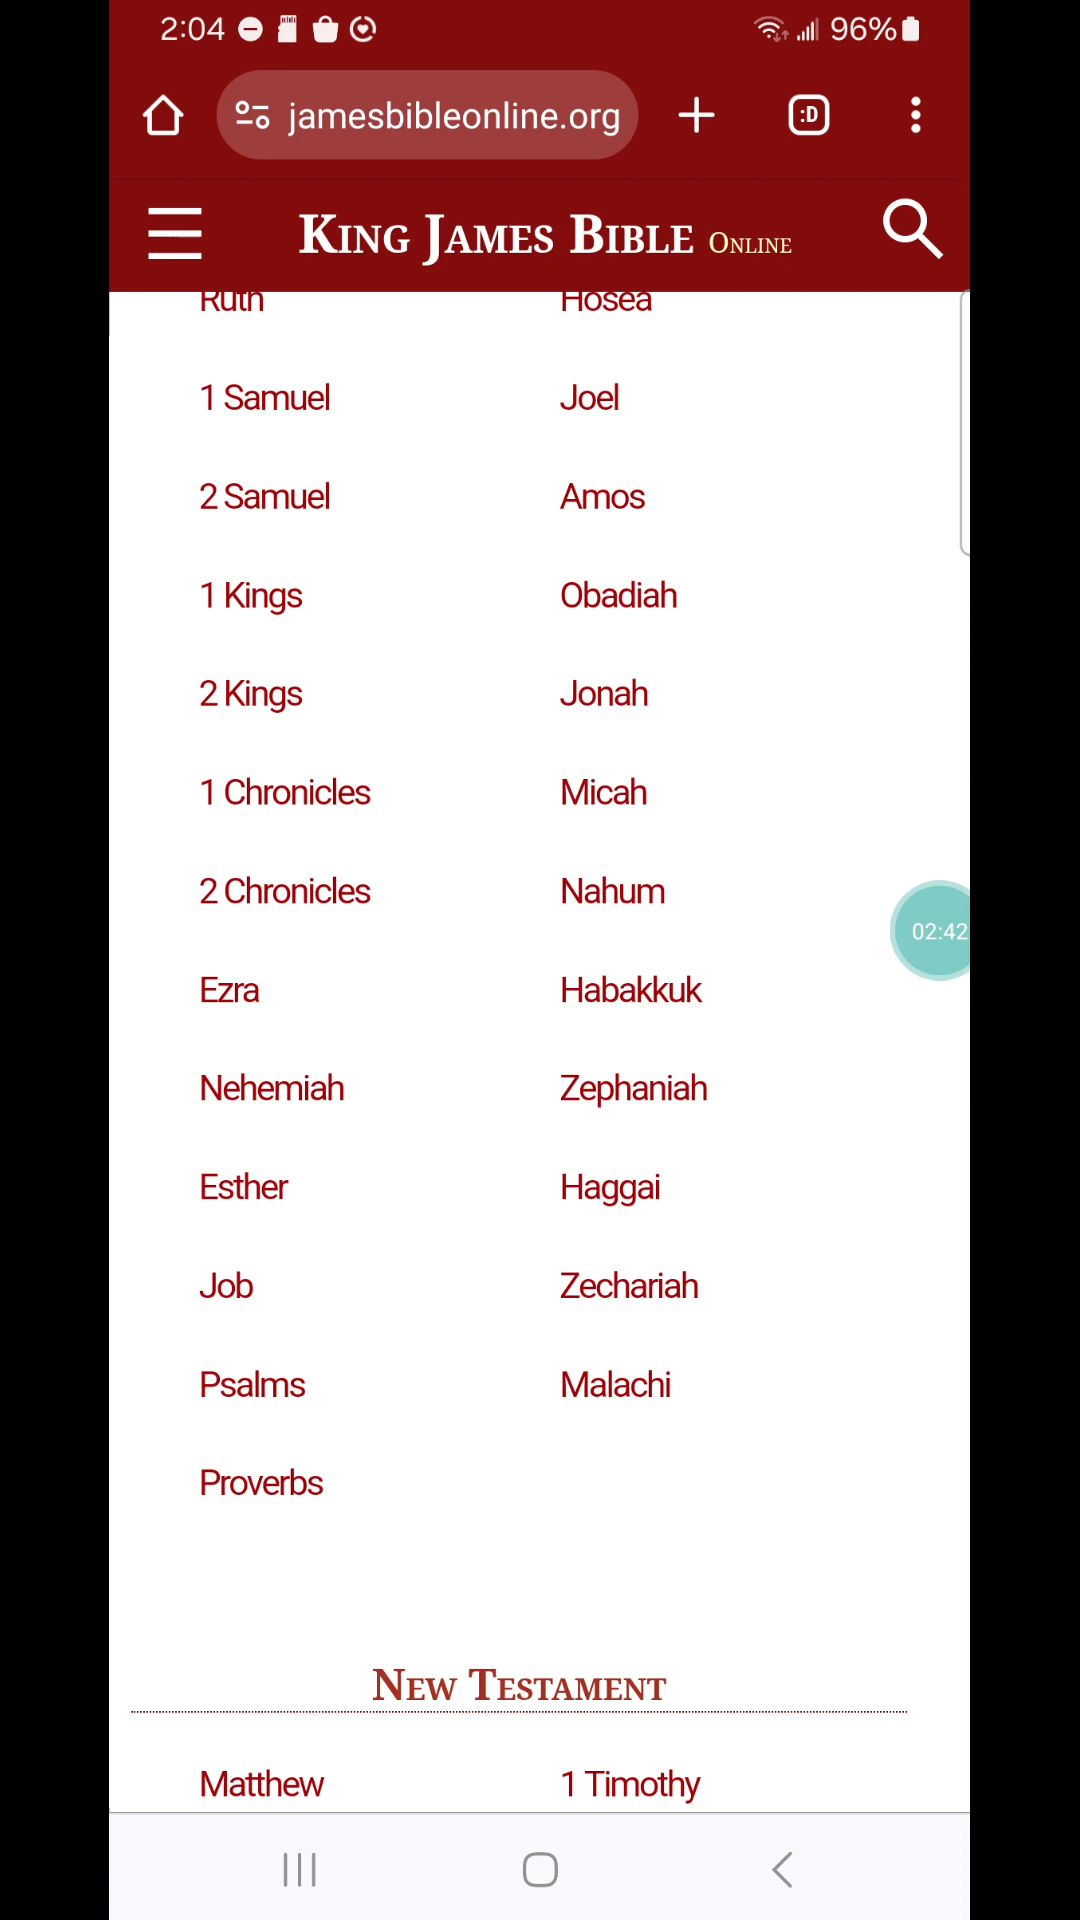 2:04
96%
jamesbibleonline.org
:D
KING JAMES BIBLE ONLINE
Ruth Hosea
1 Samuel Joel
2 Samuel Amos
1 Kings Obadiah
2 Kings Jonah
1 Chronicles Micah
2 Chronicles Nahum
02:42
Ezra Habakkuk
Nehemiah Zephaniah
Esther Haggai
Job Zechariah
Psalms Malachi
Proverbs
NEW TESTAMENT
Matthew 1 Timothy